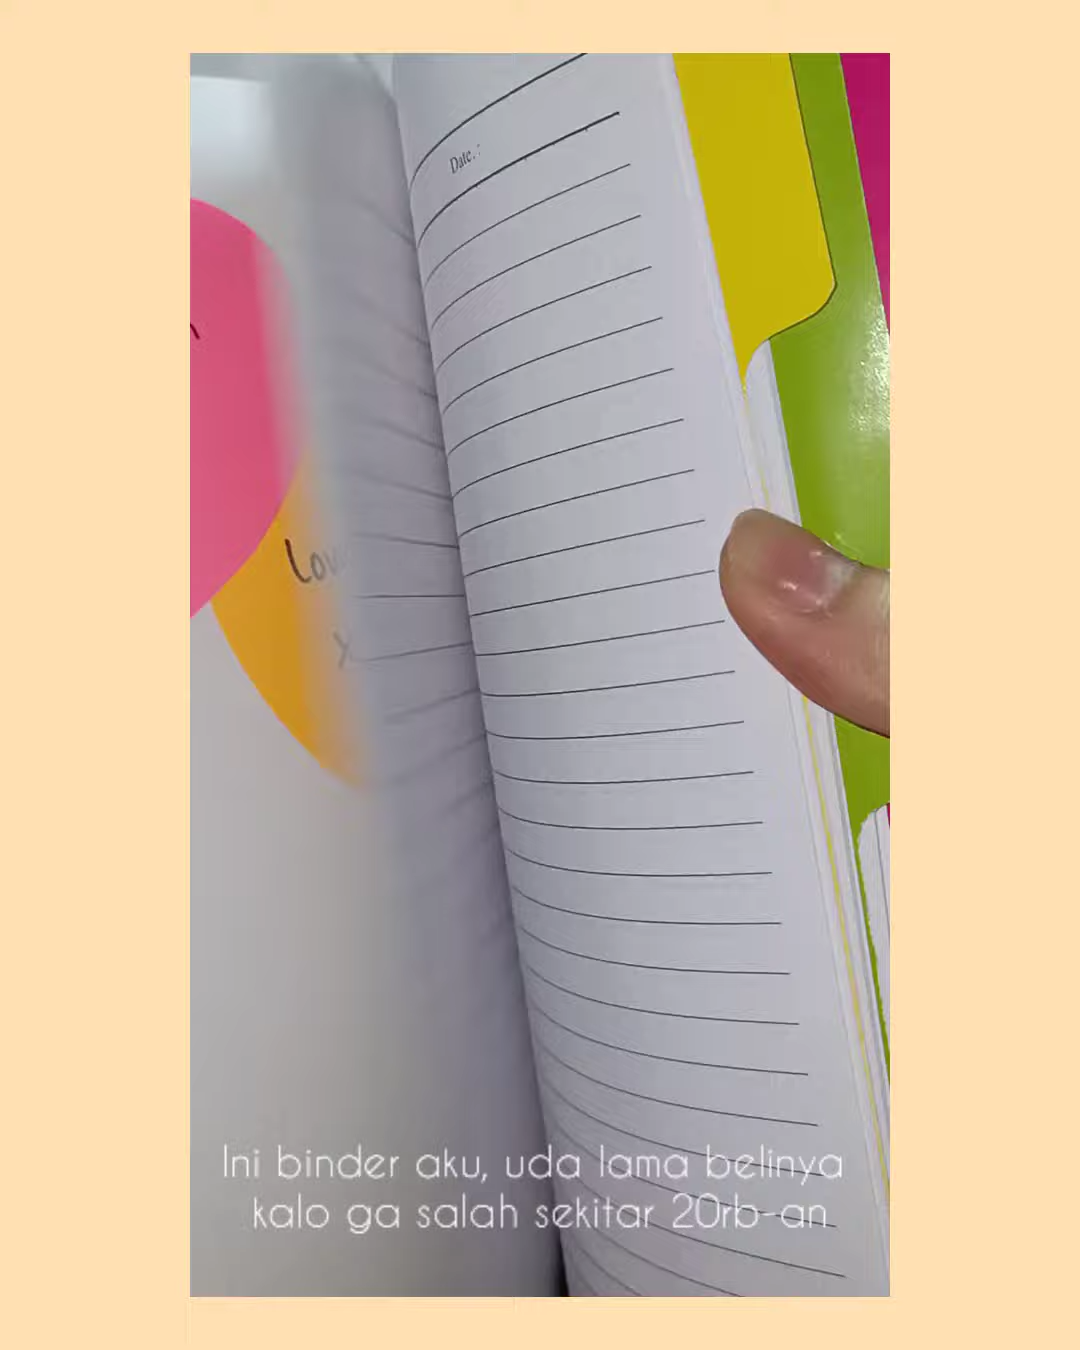 Date. :
Ini binder aku, uda lama belinya
kalo ga salah sekitar 20rb-an